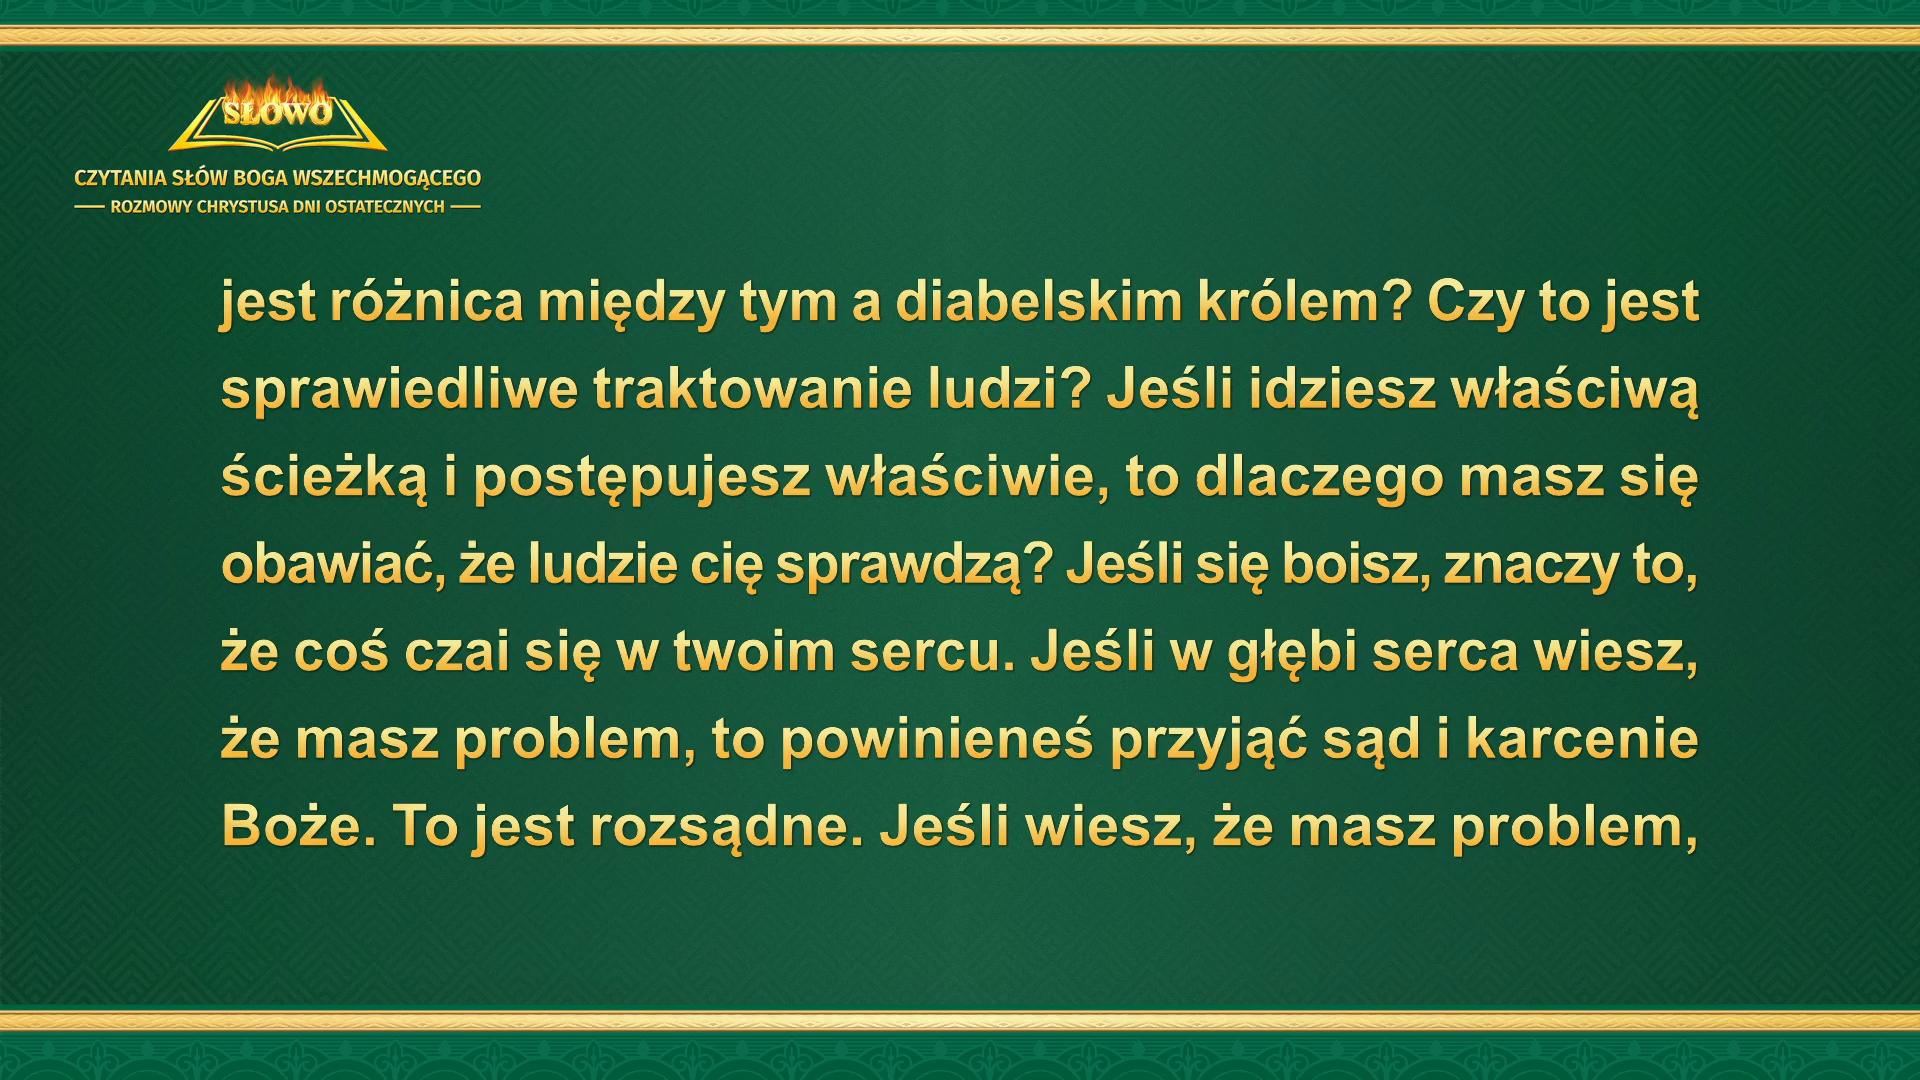 SŁOWO
CZYTANIA SŁÓW BOGA WSZECHMOGĄCEGO
ROZMOWY CHRYSTUSA DNI OSTATECZNYCH
jest różnica między tym a diabelskim królem? Czy to jest
sprawiedliwe traktowanie ludzi? Jeśli idziesz właściwą
ścieżką i postępujesz właściwie, to dlaczego masz się
obawiać, że ludzie cię sprawdzą? Jeśli się boisz, znaczy to,
że coś czai się w twoim sercu. Jeśli w głębi serca wiesz,
że masz problem, to powinieneś przyjąć sąd i karcenie
Boże. To jest rozsądne. Jeśli wiesz, że masz problem,